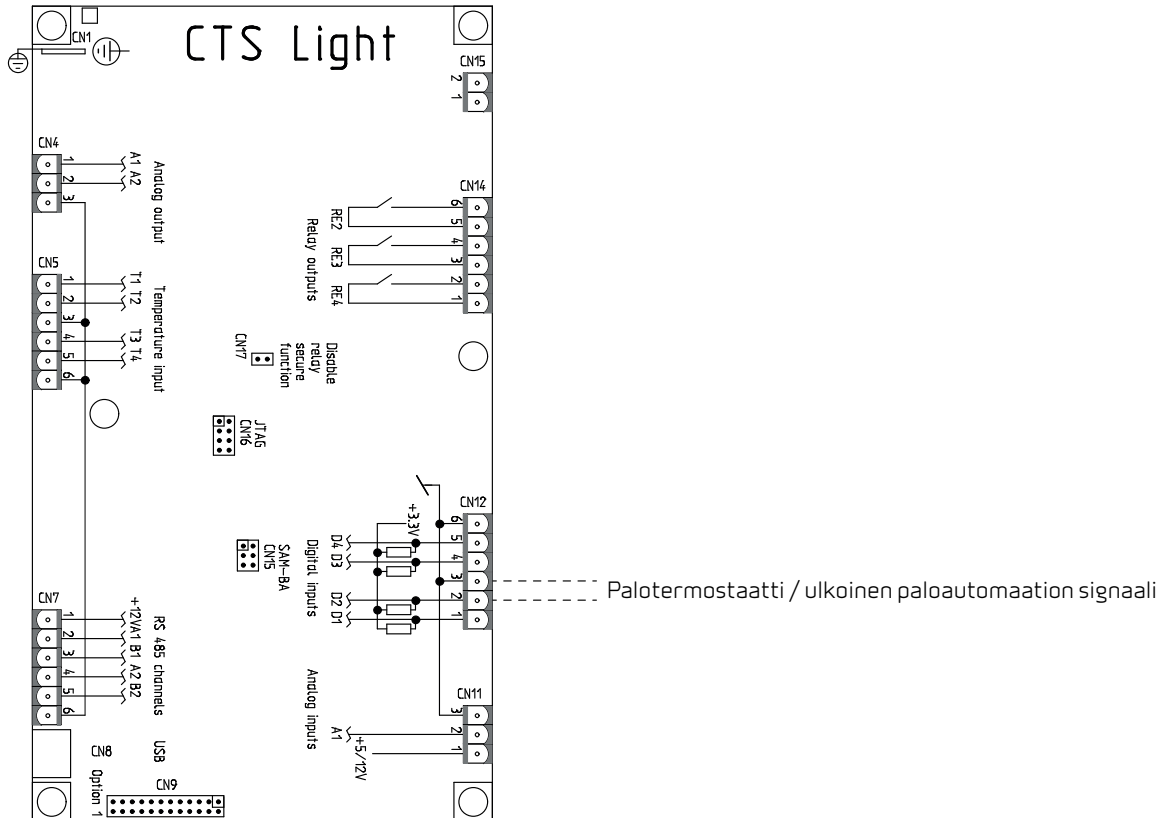 CTS Light
CN1
CN15
2
1
CN4
1
2
3
A1
A2
Analog output
CN14
6
5
4
3
2
1
RE2
RE3
RE4
Relay outputs
CN5
1
2
3
4
5
6
T1
T2
T3
T4
Temperature input
CN17
Disable
relay
secure
function
JTAG
CN16
SAM-BA
CN15
CN12
6
5
4
3
2
1
+3.3V
D4
D3
D2
D1
Digital inputs
Palotermostaatti / ulkoinen paloautomaation signaali
CN7
1
2
3
4
5
6
+12V
A1
B1
A2
B2
RS 485 channels
CN11
3
2
1
A1
+5/12V
Analog inputs
CN8
USB
CN9
Option 1